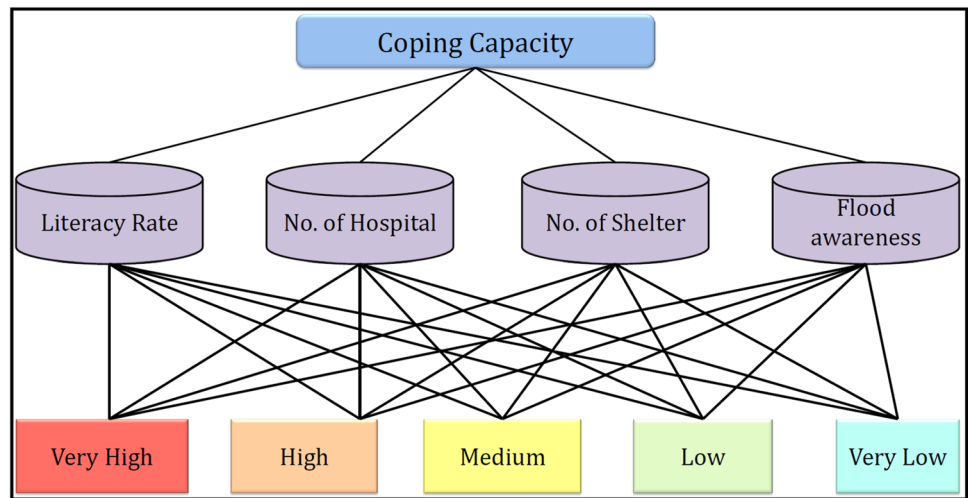 Coping Capacity
Literacy Rate
No. of Hospital
No. of Shelter
Flood
awareness
Very High
High
Medium
Low
Very Low